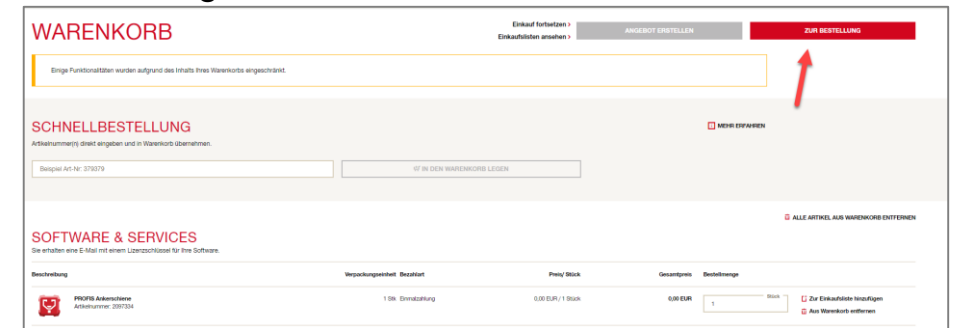 WARENKORB
Einkauf fortsetzen >
Einkaufslisten ansehen >
ANGEBOT ERSTELLEN
ZUR BESTELLUNG
Einige Funktionalitäten wurden aufgrund des Inhalts Ihres Warenkorbs eingeschränkt.
SCHNELLBESTELLUNG
MEHR ERFAHREN
Artikelnummer(n) direkt eingeben und in Warenkorb übernehmen.
Beispiel Art-Nr: 379379
IN DEN WARENKORB LEGEN
ALLE ARTIKEL AUS WARENKORB ENTFERNEN
SOFTWARE & SERVICES
Sie erhalten eine E-Mail mit einem Lizenzschlüssel für Ihre Software.
Beschreibung Verpackungseinheit Bezahlart Preis/ Stück Gesamtpreis Bestellmenge
PROFIS Ankerschiene 1 Stk Einmalzahlung 0,00 EUR / 1 Stück 0,00 EUR 1 Stück Zur Einkaufsliste hinzufügen
Artikelnummer: 2097334 Aus Warenkorb entfernen